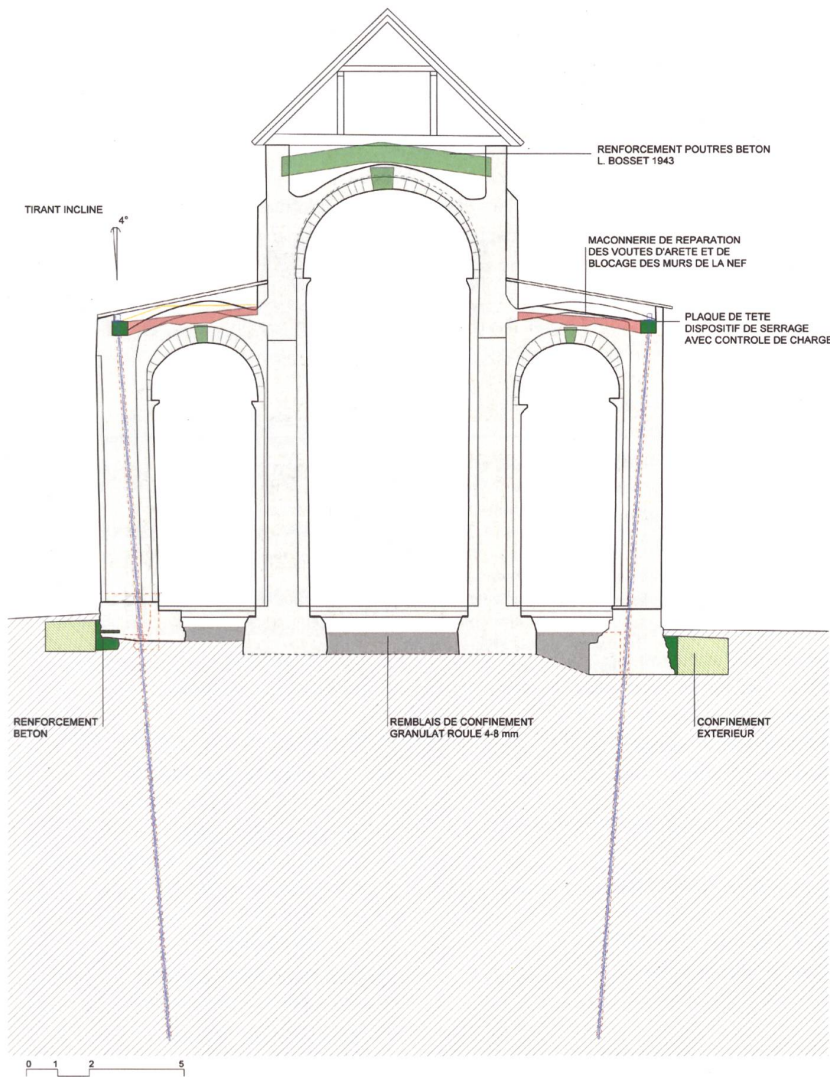 RENFORCEMENT POUTRES BETON
L. BOSSET 1943
TIRANT INCLINE
4°
MACONNERIE DE REPARATION
DES VOUTES D'ARETE ET DE
BLOCAGE DES MURS DE LA NEF
PLAQUE DE TETE
DISPOSITIF DE SERRAGE
AVEC CONTROLE DE CHARGE
RENFORCEMENT
BETON
REMBLAIS DE CONFINEMENT
GRANULAT ROULE 4-8 mm
CONFINEMENT
EXTERIEUR
0 1 2 5